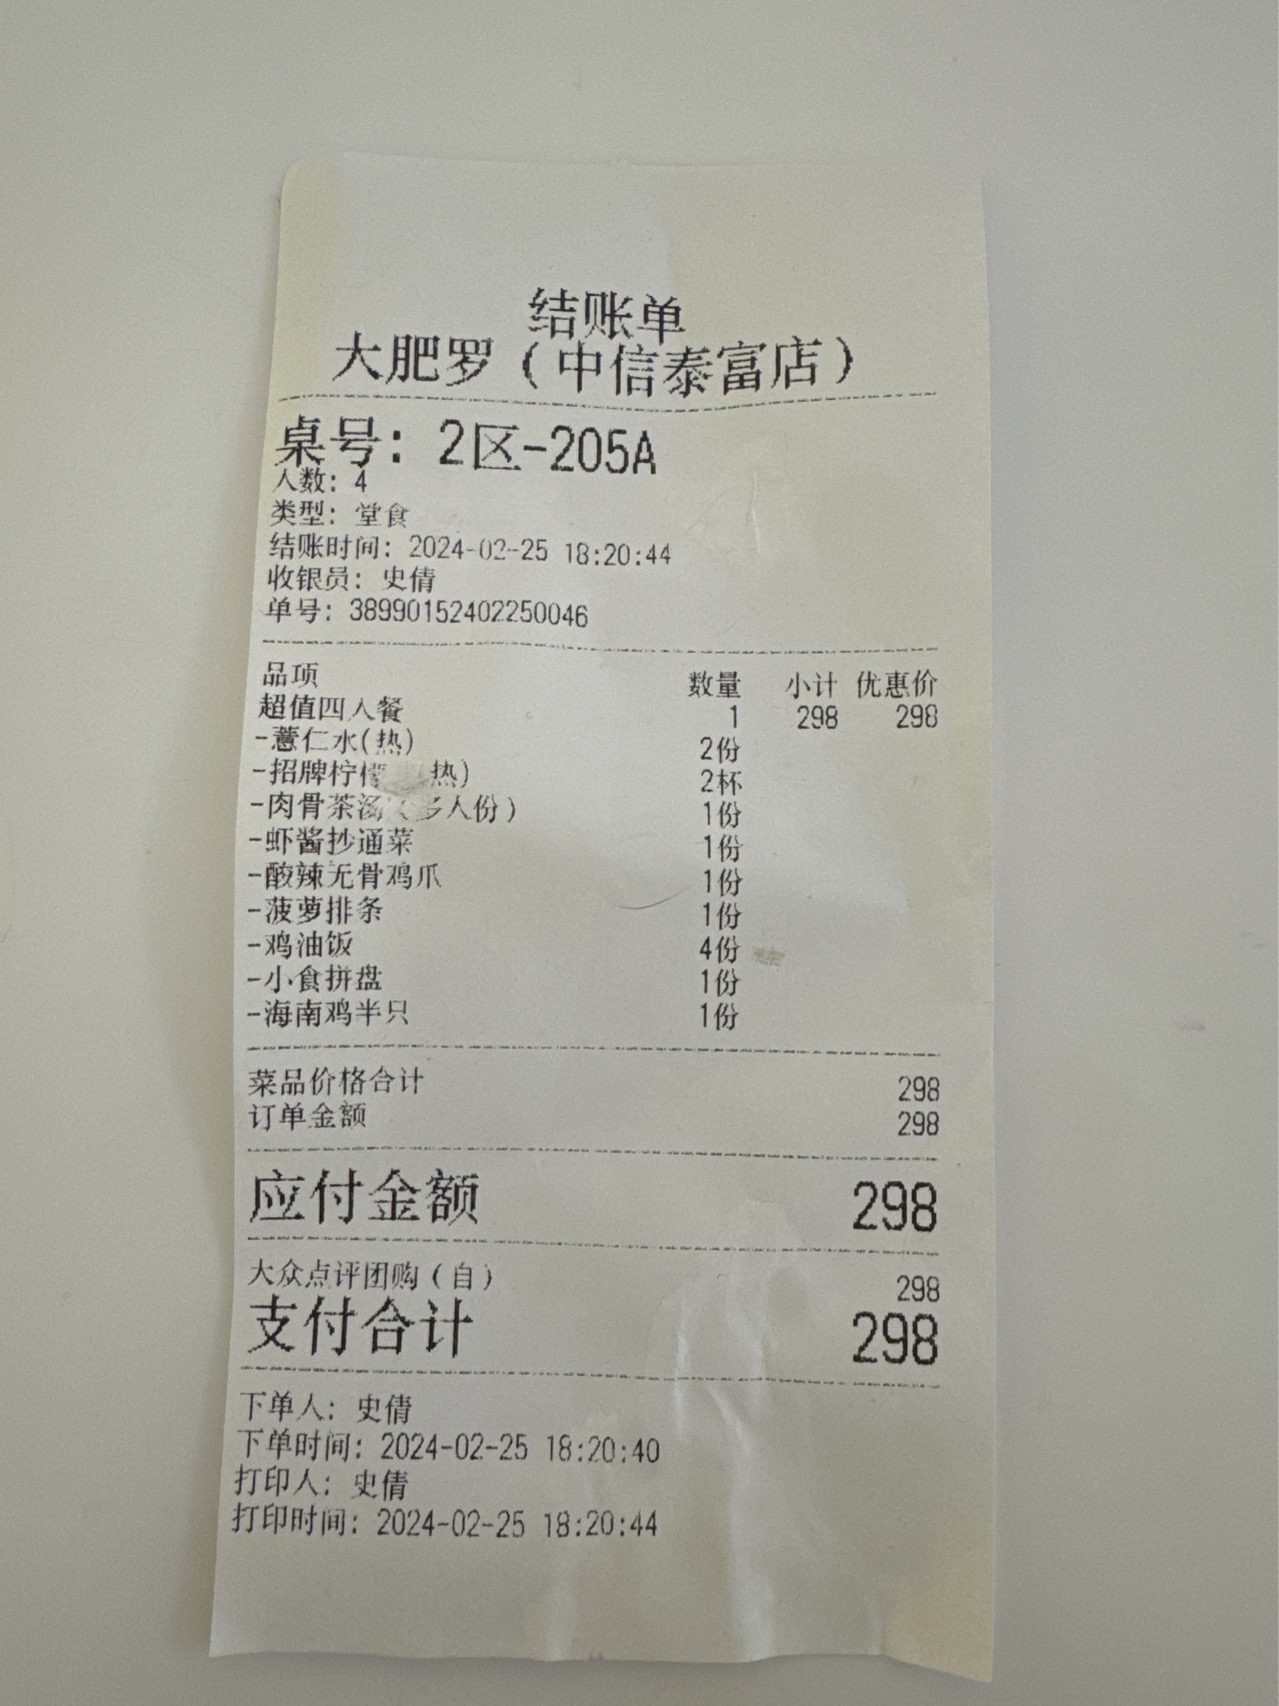 结账单
大肥罗（中信泰富店）
桌号：2区-205A
人数：4
类型：堂食
结账时间：2024-02-25 18:20:44
收银员：史倩
单号：38990152402250046
品项 数量 小计 优惠价
超值四人餐 1 298 298
-薏仁水(热) 2份
-招牌柠檬 热) 2杯
-肉骨茶汤（多人份） 1份
-虾酱抄通菜 1份
-酸辣无骨鸡爪 1份
-菠萝排条 1份
-鸡油饭 4份
-小食拼盘 1份
-海南鸡半只 1份
菜品价格合计 298
订单金额 298
应付金额 298
大众点评团购（自） 298
支付合计 298
下单人：史倩
下单时间：2024-02-25 18:20:40
打印人：史倩
打印时间：2024-02-25 18:20:44